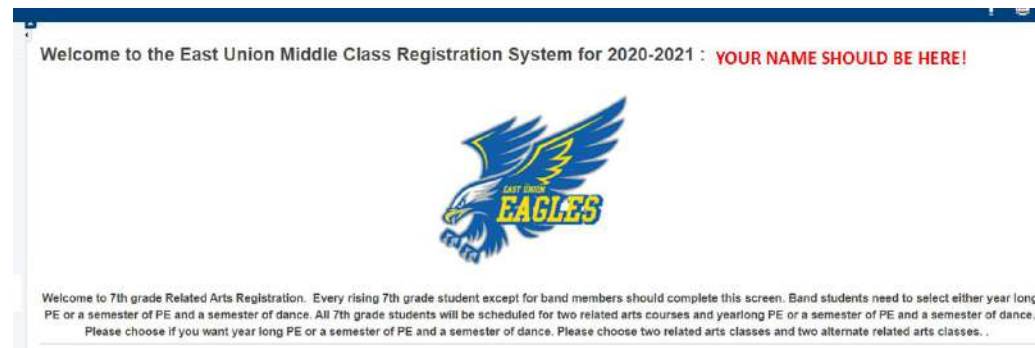 Welcome to the East Union Middle Class Registration System for 2020-2021 : YOUR NAME SHOULD BE HERE!
EAST UNION
EAGLES
Welcome to 7th grade Related Arts Registration. Every rising 7th grade student except for band members should complete this screen. Band students need to select either year long
PE or a semester of PE and a semester of dance. All 7th grade students will be scheduled for two related arts courses and yearlong PE or a semester of PE and a semester of dance.
Please choose if you want year long PE or a semester of PE and a semester of dance. Please choose two related arts classes and two alternate related arts classes. .